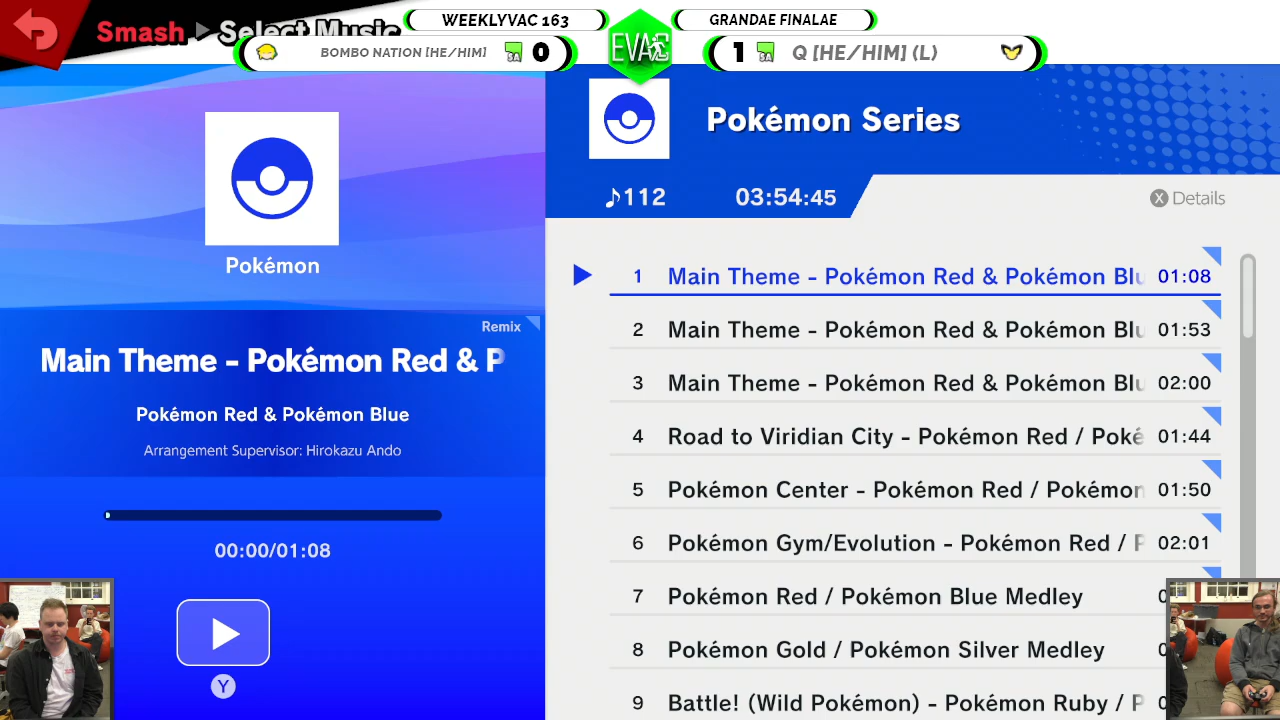 Smash ▶ Select Music
WEEKLYVAC 163
GRANDAE FINALAE
BOMBO NATION [HE/HIM]
SA
0
EVAC
1
SA
Q [HE/HIM] (L)
Pokémon
Remix
Main Theme - Pokémon Red & P
Pokémon Red & Pokémon Blue
Arrangement Supervisor: Hirokazu Ando
00:00/01:08
Y
Pokémon Series
♪112 03:54:45
X Details
1 Main Theme - Pokémon Red & Pokémon Blu 01:08
2 Main Theme - Pokémon Red & Pokémon Blu 01:53
3 Main Theme - Pokémon Red & Pokémon Blu 02:00
4 Road to Viridian City - Pokémon Red / Poké 01:44
5 Pokémon Center - Pokémon Red / Pokémon 01:50
6 Pokémon Gym/Evolution - Pokémon Red / P 02:01
7 Pokémon Red / Pokémon Blue Medley 0
8 Pokémon Gold / Pokémon Silver Medley 0
9 Battle! (Wild Pokémon) - Pokémon Ruby / P 0